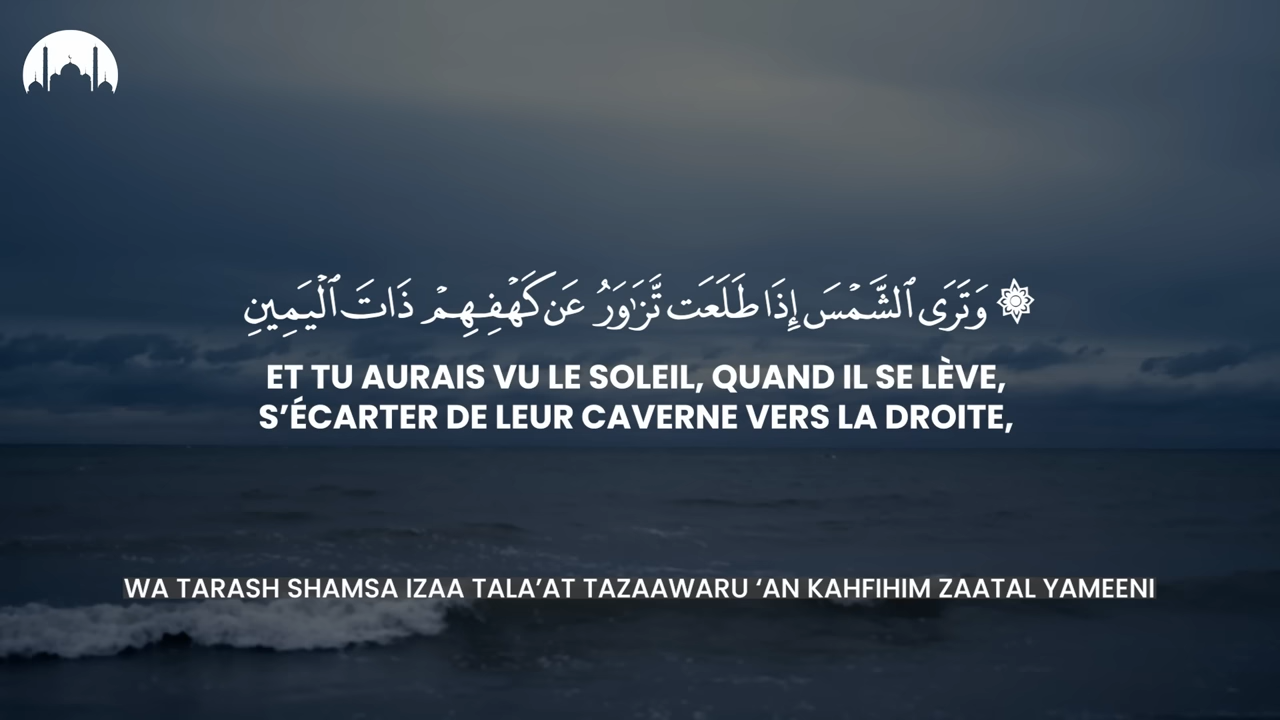 ۞ وَتَرَى ٱلشَّمۡسَ إِذَا طَلَعَت تَّزَٰوَرُ عَن كَهۡفِهِمۡ ذَاتَ ٱلۡيَمِينِ
ET TU AURAIS VU LE SOLEIL, QUAND IL SE LÈVE,
S’ÉCARTER DE LEUR CAVERNE VERS LA DROITE,
WA TARASH SHAMSA IZAA TALA’AT TAZAAWARU ‘AN KAHFIHIM ZAATAL YAMEENI